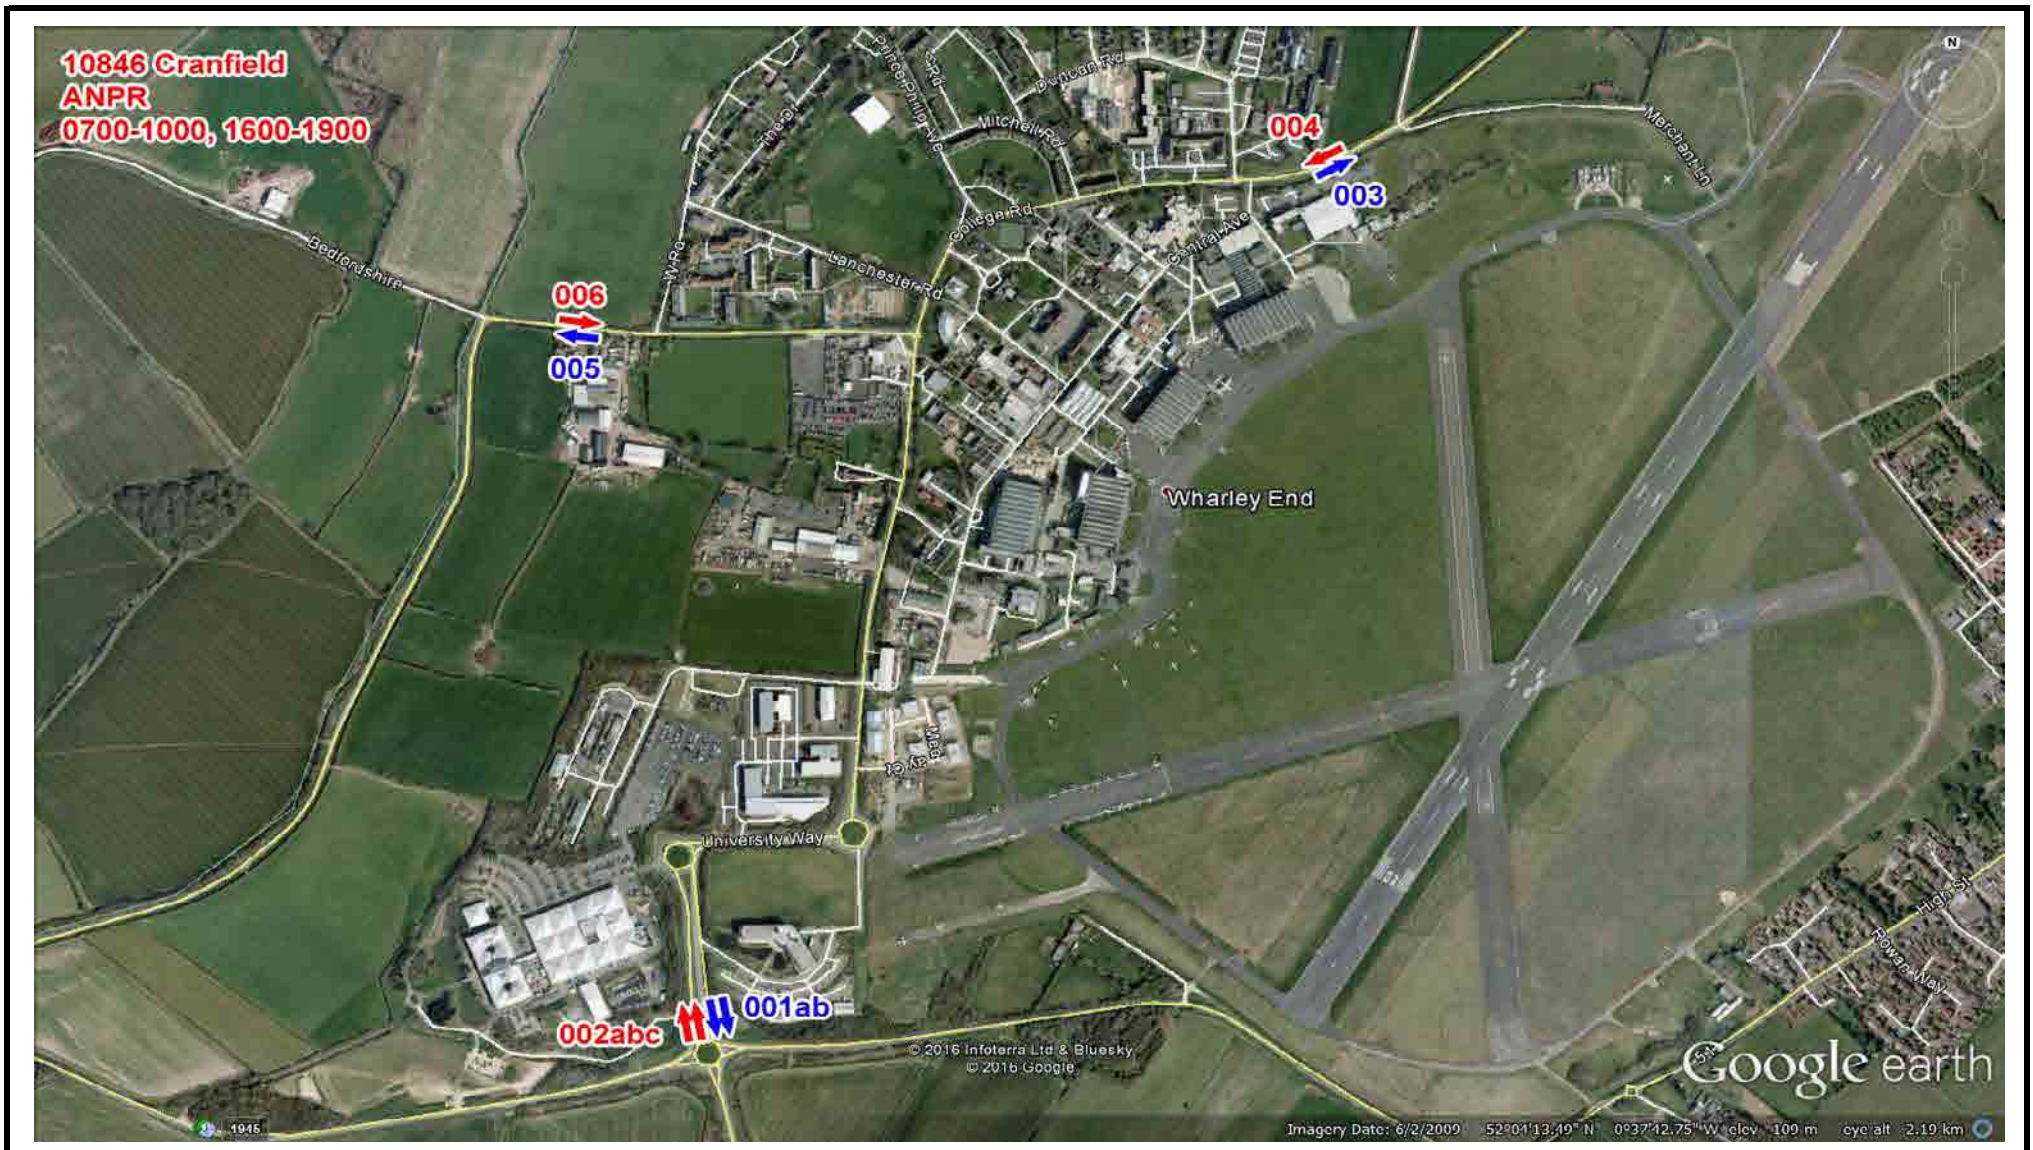 10846 Cranfield
ANPR
0700-1000, 1600-1900
N
Prince Philip Ave
Duncan Rd
Mitchell Rd
004
003
Merchant Ln
College Rd
Central Ave
Bedfordshire
W Rd
Lanchester Rd
006
005
Wharley End
University Way
High St
Rowan Way
001ab
002abc
© 2016 Infoterra Ltd & Bluesky
© 2016 Google
Google earth
1945
Imagery Date: 6/2/2009 52°04'13.49" N 0°37'42.75" W elev 109 m eye alt 2.19 km